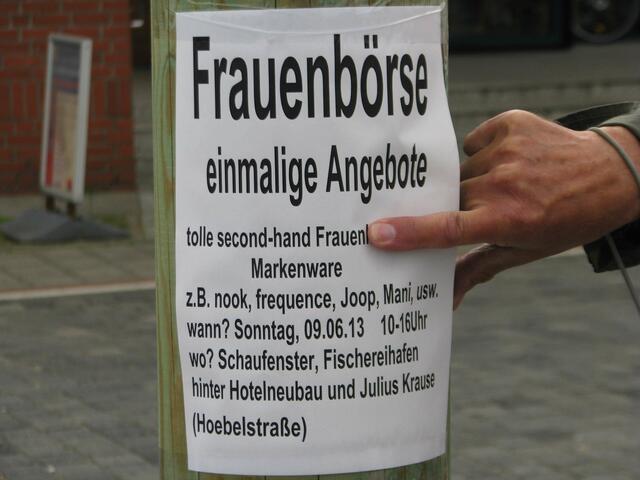 Frauenbörse
einmalige Angebote
tolle second-hand
Markenware
z.B. nook, frequence, Joop, Mani, usw.
wann? Sonntag, 09.06.13 10-16Uhr
wo? Schaufenster, Fischereihafen
hinter Hotelneubau und Julius Krause
(Hoebelstraße)